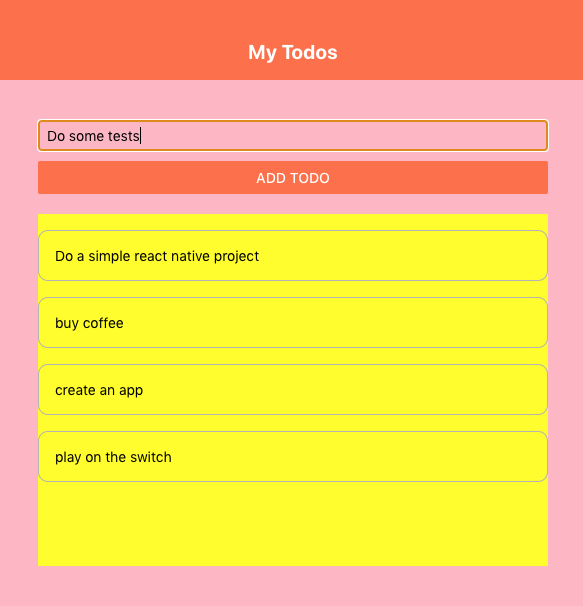 My Todos
Do some tests
ADD TODO
Do a simple react native project
buy coffee
create an app
play on the switch